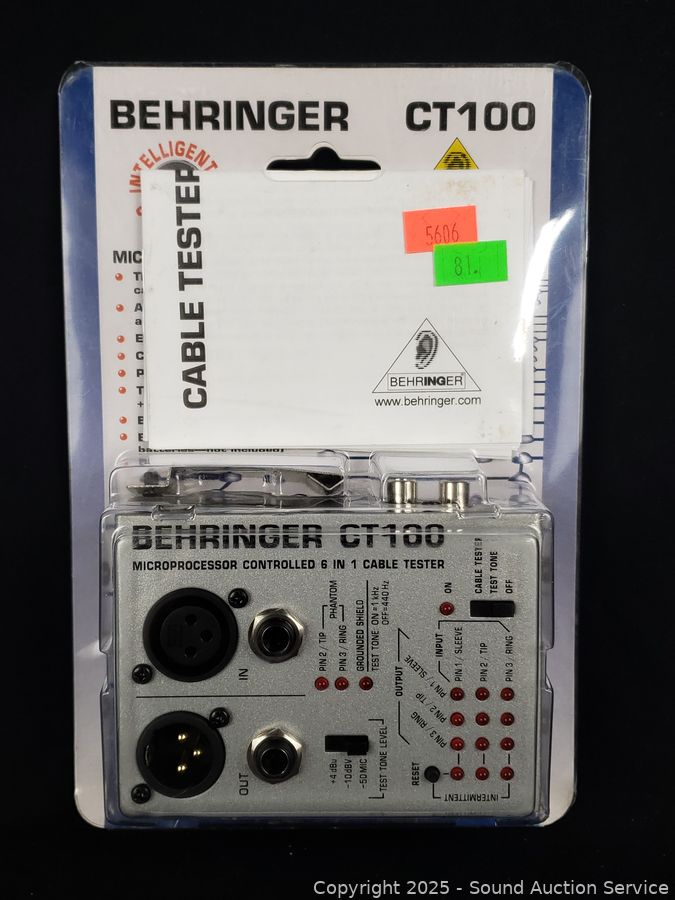 BEHRINGER CT100
INTELLIGENT
CABLE TESTER
5606
81.
MIC
BEHRINGER
www.behringer.com
BEHRINGER CT100
MICROPROCESSOR CONTROLLED 6 IN 1 CABLE TESTER
IN
OUT
PHANTOM
PIN 2 / TIP
PIN 3 / RING
GROUNDED SHIELD
TEST TONE ON=1 kHz
OFF=440 Hz
ON
CABLE TESTER
TEST TONE
OFF
INPUT
PIN 1 / SLEEVE
PIN 2 / TIP
PIN 3 / RING
OUTPUT
PIN 1 / SLEEVE
PIN 2 / TIP
PIN 3 / RING
+4 dBu
-10dBV
-50 MIC
TEST TONE LEVEL
RESET
INTERMITTENT
Copyright 2025 - Sound Auction Service